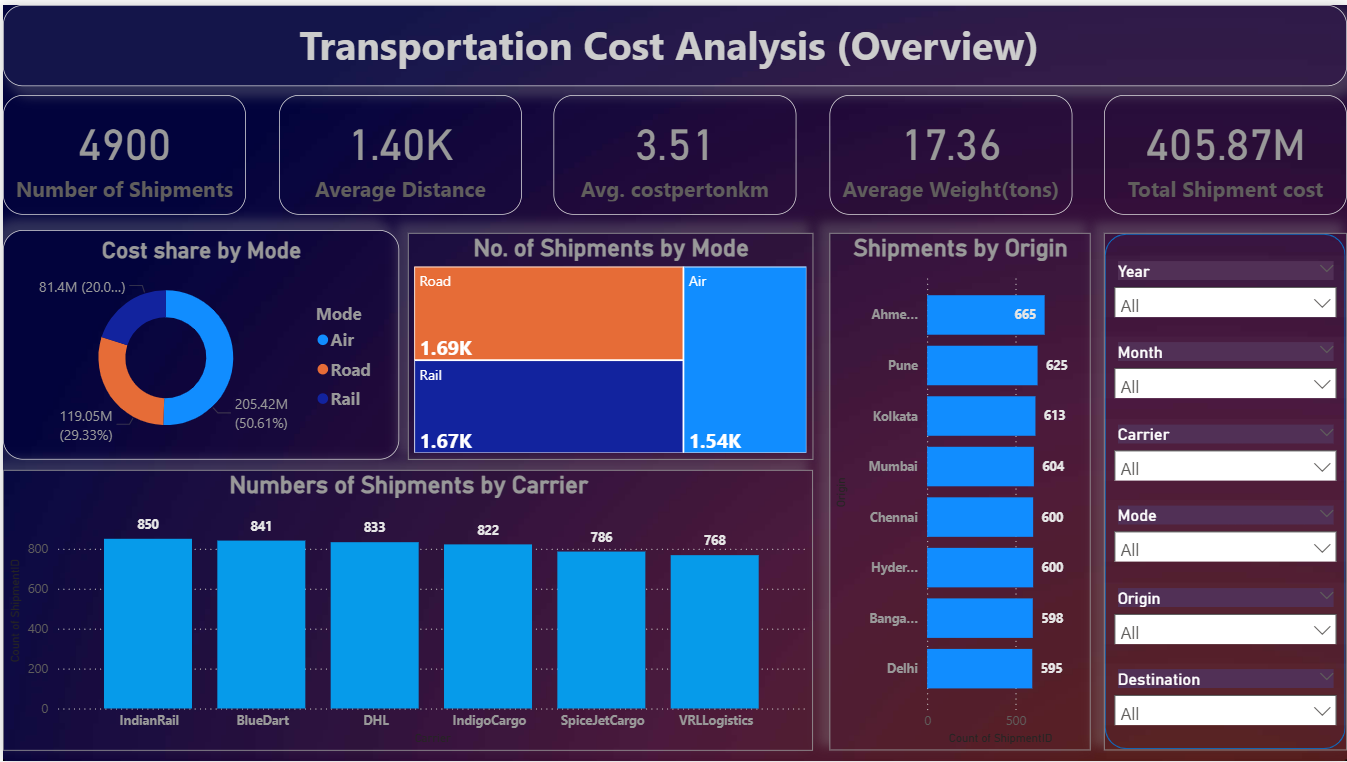 Transportation Cost Analysis (Overview)
4900
Number of Shipments
1.40K
Average Distance
3.51
Avg. costpertonkm
17.36
Average Weight(tons)
405.87M
Total Shipment cost
Cost share by Mode
81.4M (20.0...)
119.05M
(29.33%)
205.42M
(50.61%)
Mode
Air
Road
Rail
No. of Shipments by Mode
Road
1.69K
Rail
1.67K
Air
1.54K
Numbers of Shipments by Carrier
Count of ShipmentID
800
600
400
200
0
850
841
833
822
786
768
IndianRail
BlueDart
DHL
IndigoCargo
SpiceJetCargo
VRLLogistics
Shipments by Origin
Origin
Ahme... 665
Pune 625
Kolkata 613
Mumbai 604
Chennai 600
Hyder... 600
Banga... 598
Delhi 595
0 500
Count of ShipmentID
Year
All
Month
All
Carrier
All
Mode
All
Origin
All
Destination
All